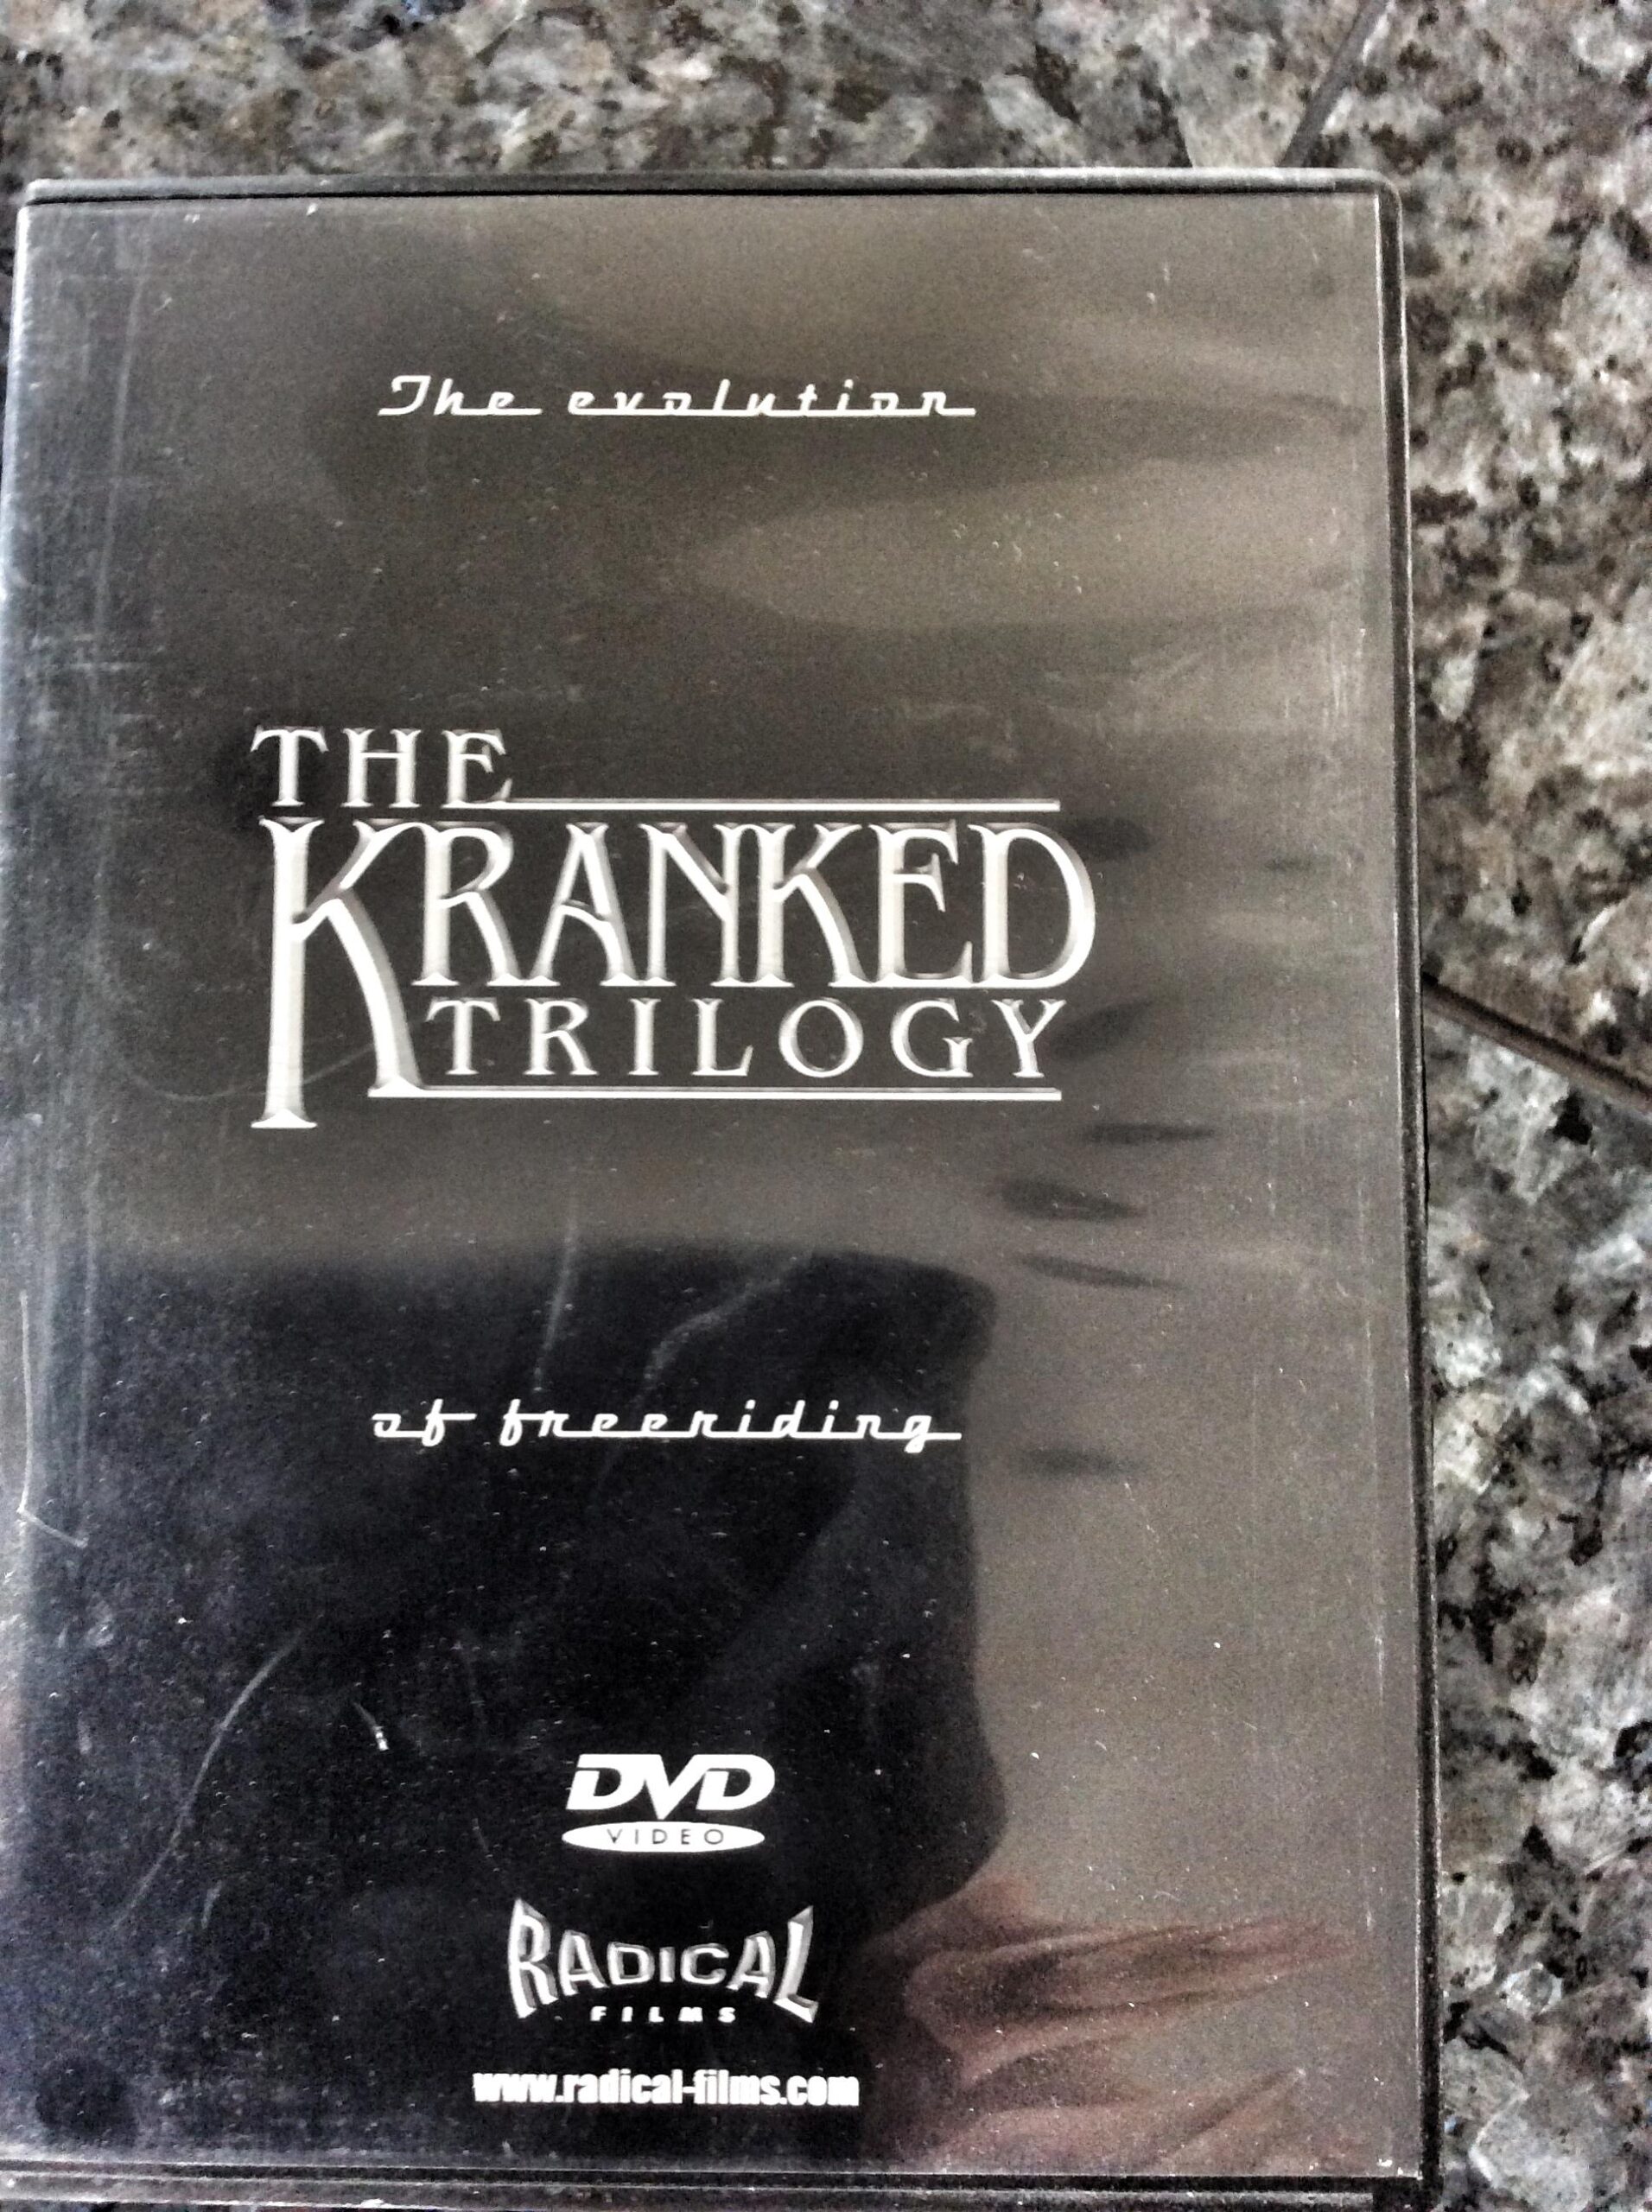 The evolution
THE
KRANKED
TRILOGY
of freeriding
DVD
VIDEO
RADICAL
FILMS
www.radical-films.com